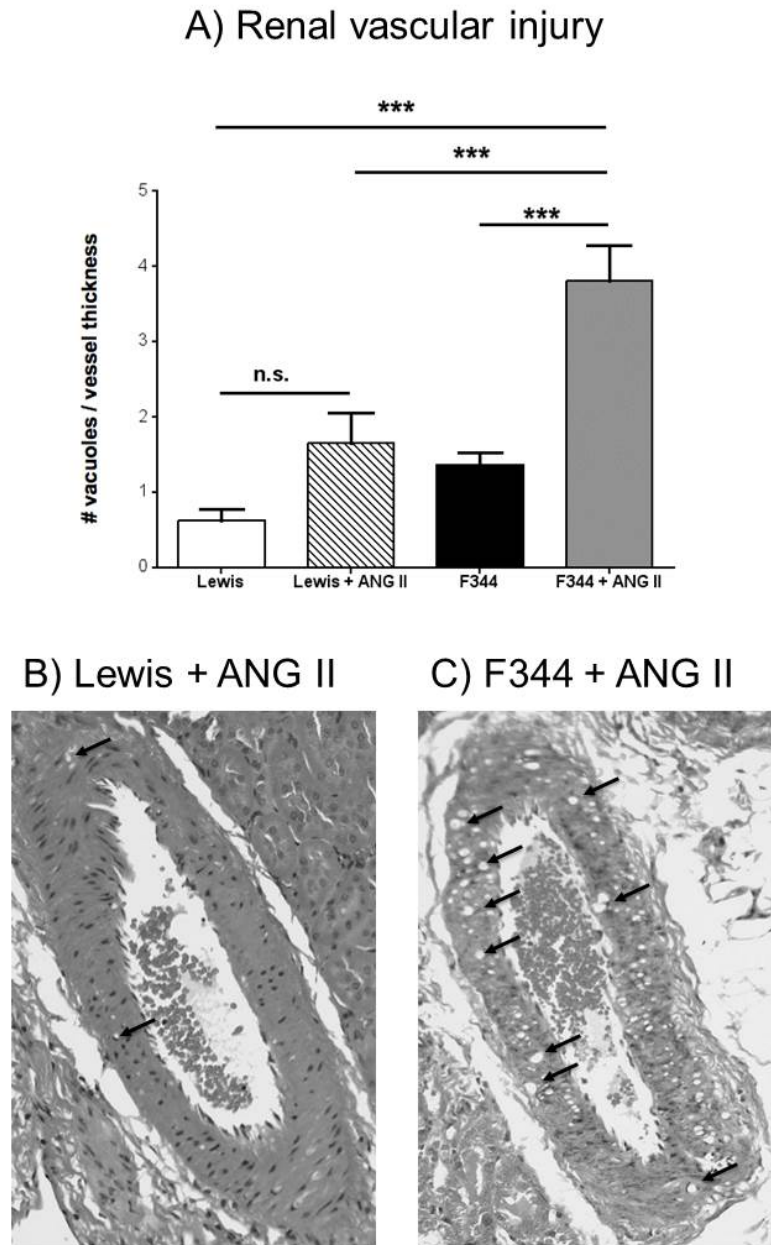 A) Renal vascular injury
***
***
***
n.s.
# vacuoles / vessel thickness
5
4
3
2
1
0
Lewis
Lewis + ANG II
F344
F344 + ANG II
B) Lewis + ANG II
C) F344 + ANG II